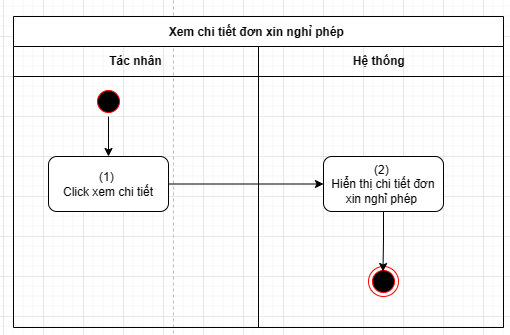 Xem chi tiết đơn xin nghỉ phép
Tác nhân
Hệ thống
(1)
Click xem chi tiết
(2)
Hiển thị chi tiết đơn
xin nghỉ phép